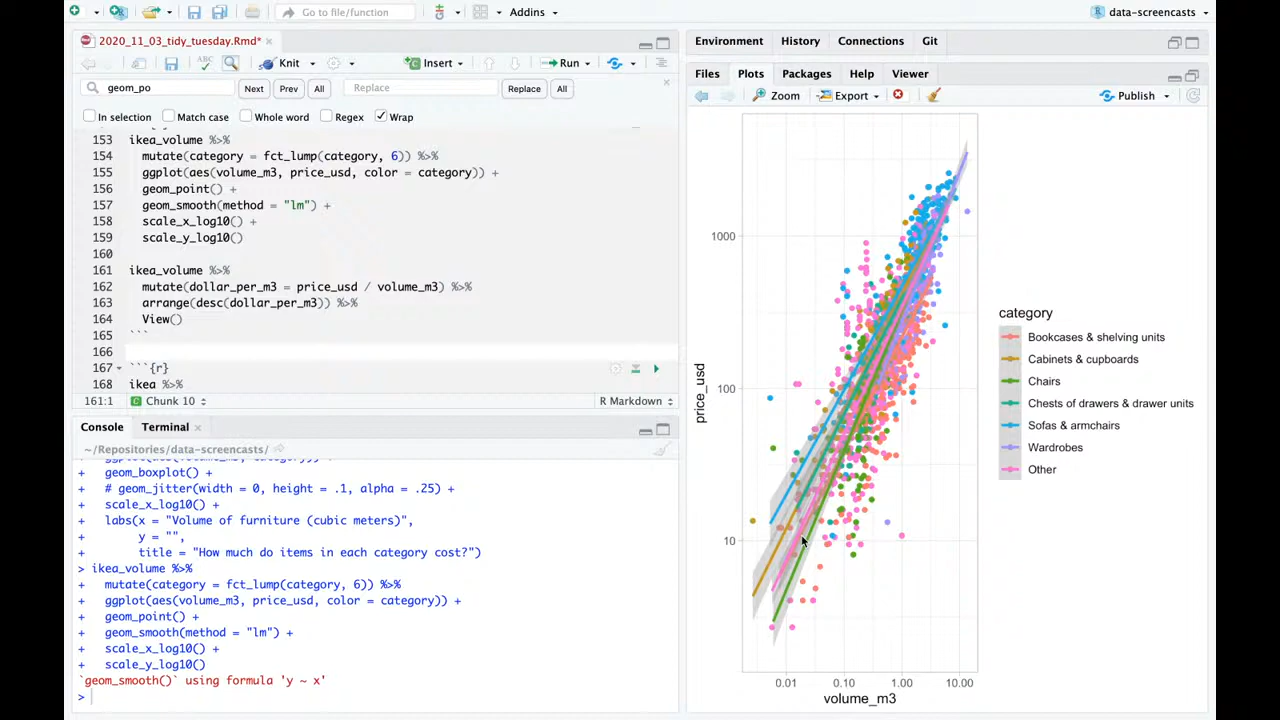 Go to file/function
Addins
data-screencasts
2020_11_03_tidy_tuesday.Rmd*
ABC
Knit
Insert
Run
geom_po
Next
Prev
All
Replace
Replace
All
In selection
Match case
Whole word
Regex
Wrap
153 ikea_volume %>%
154 mutate(category = fct_lump(category, 6)) %>%
155 ggplot(aes(volume_m3, price_usd, color = category)) +
156 geom_point() +
157 geom_smooth(method = "lm") +
158 scale_x_log10() +
159 scale_y_log10()
160
161 ikea_volume %>%
162 mutate(dollar_per_m3 = price_usd / volume_m3) %>%
163 arrange(desc(dollar_per_m3)) %>%
164 View()
165 ```
166
167 ```{r}
168 ikea %>%
161:1 Chunk 10 R Markdown
Console Terminal
~/Repositories/data-screencasts/
+ ggplot(aes(volume_m3, category)) +
+ geom_boxplot() +
+ # geom_jitter(width = 0, height = .1, alpha = .25) +
+ scale_x_log10() +
+ labs(x = "Volume of furniture (cubic meters)",
+ y = "",
+ title = "How much do items in each category cost?")
> ikea_volume %>%
+ mutate(category = fct_lump(category, 6)) %>%
+ ggplot(aes(volume_m3, price_usd, color = category)) +
+ geom_point() +
+ geom_smooth(method = "lm") +
+ scale_x_log10() +
+ scale_y_log10()
`geom_smooth()` using formula 'y ~ x'
>
Environment History Connections Git
Files Plots Packages Help Viewer
Zoom Export Publish
price_usd
1000
100
10
0.01 0.10 1.00 10.00
volume_m3
category
Bookcases & shelving units
Cabinets & cupboards
Chairs
Chests of drawers & drawer units
Sofas & armchairs
Wardrobes
Other